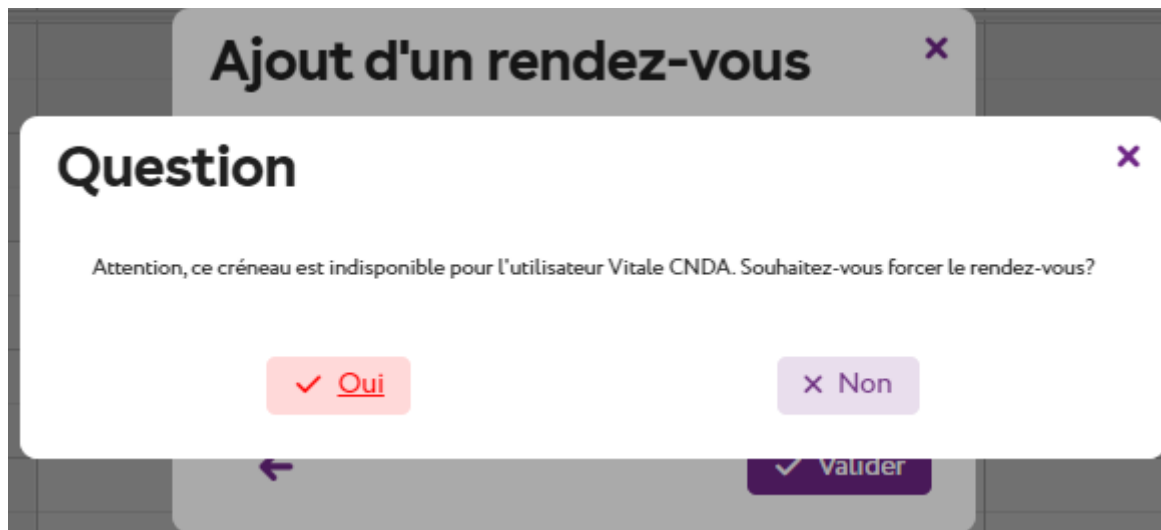 Ajout d'un rendez-vous
Question
Attention, ce créneau est indisponible pour l'utilisateur Vitale CNDA. Souhaitez-vous forcer le rendez-vous?
Oui
Non
Valider